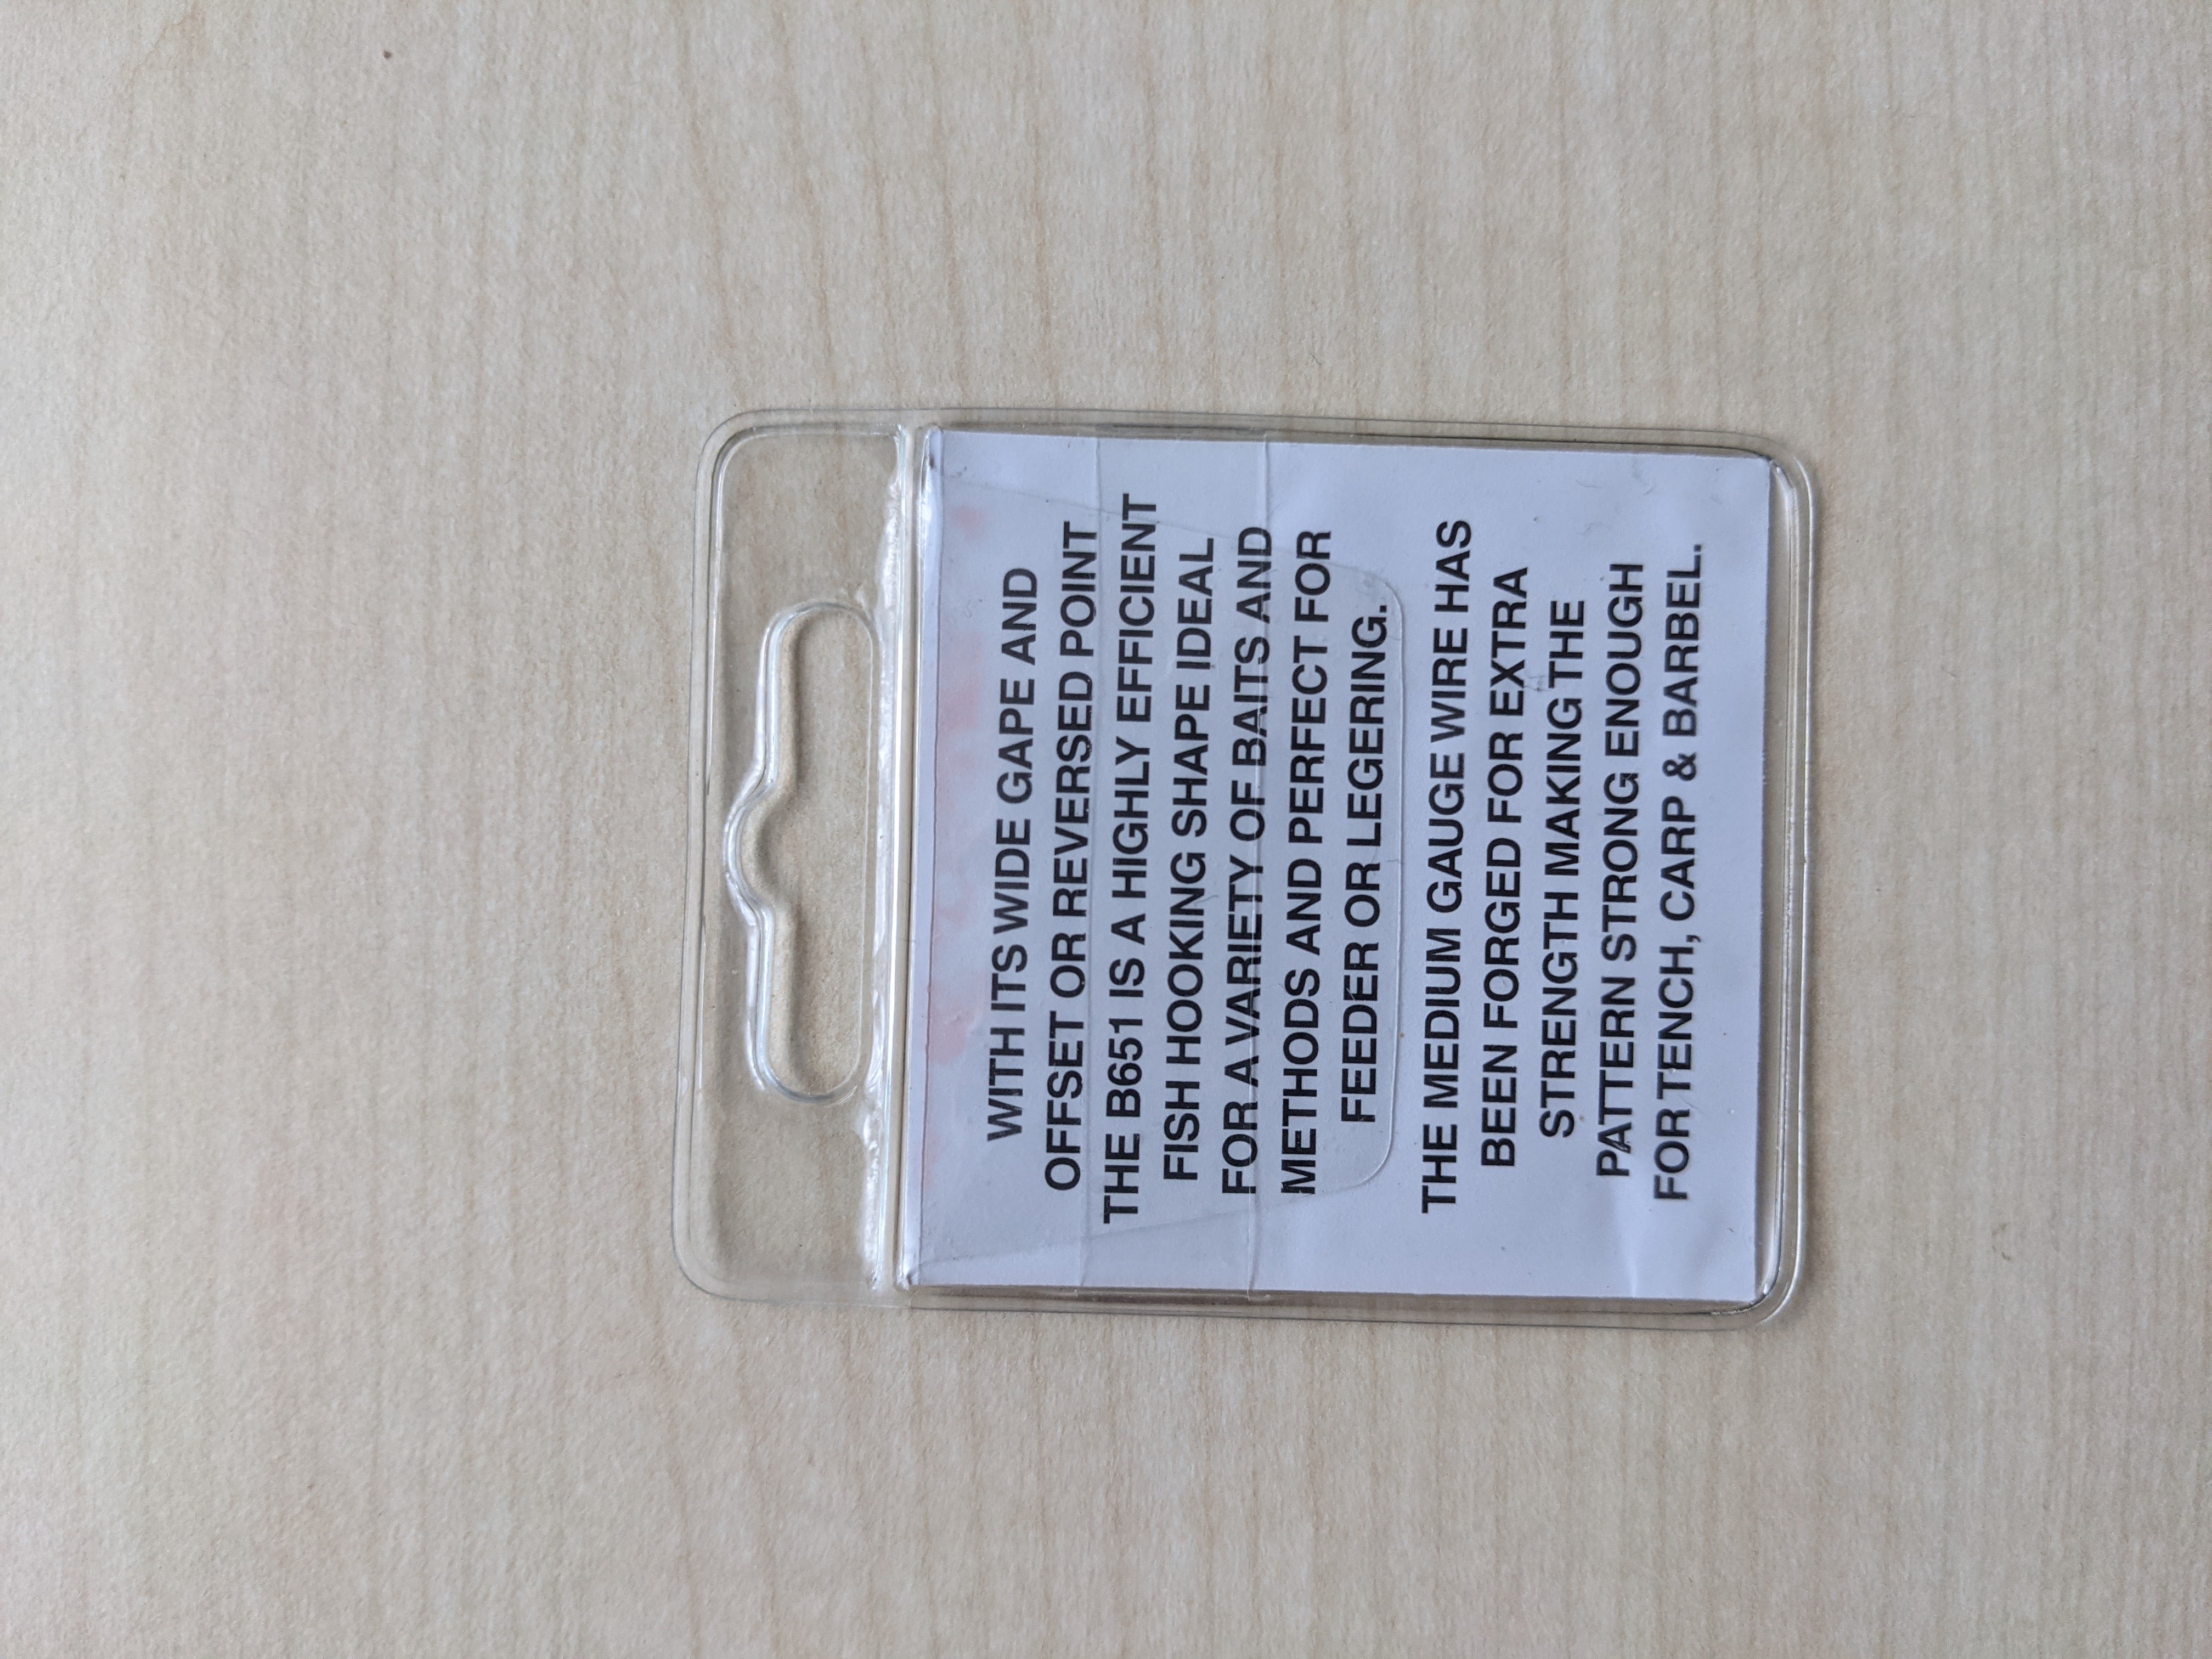 WITH ITS WIDE GAPE AND
OFFSET OR REVERSED POINT
THE B651 IS A HIGHLY EFFICIENT
FISH HOOKING SHAPE IDEAL
FOR A VARIETY OF BAITS AND
METHODS AND PERFECT FOR
FEEDER OR LEGERING.
THE MEDIUM GAUGE WIRE HAS
BEEN FORGED FOR EXTRA
STRENGTH MAKING THE
PATTERN STRONG ENOUGH
FOR TENCH, CARP & BARBEL.